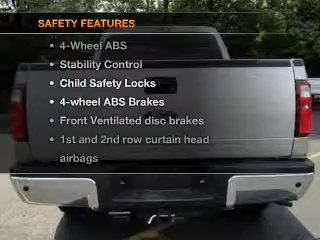 SAFETY FEATURES
4-Wheel ABS
Stability Control
Child Safety Locks
4-wheel ABS Brakes
Front Ventilated disc brakes
1st and 2nd row curtain head
airbags